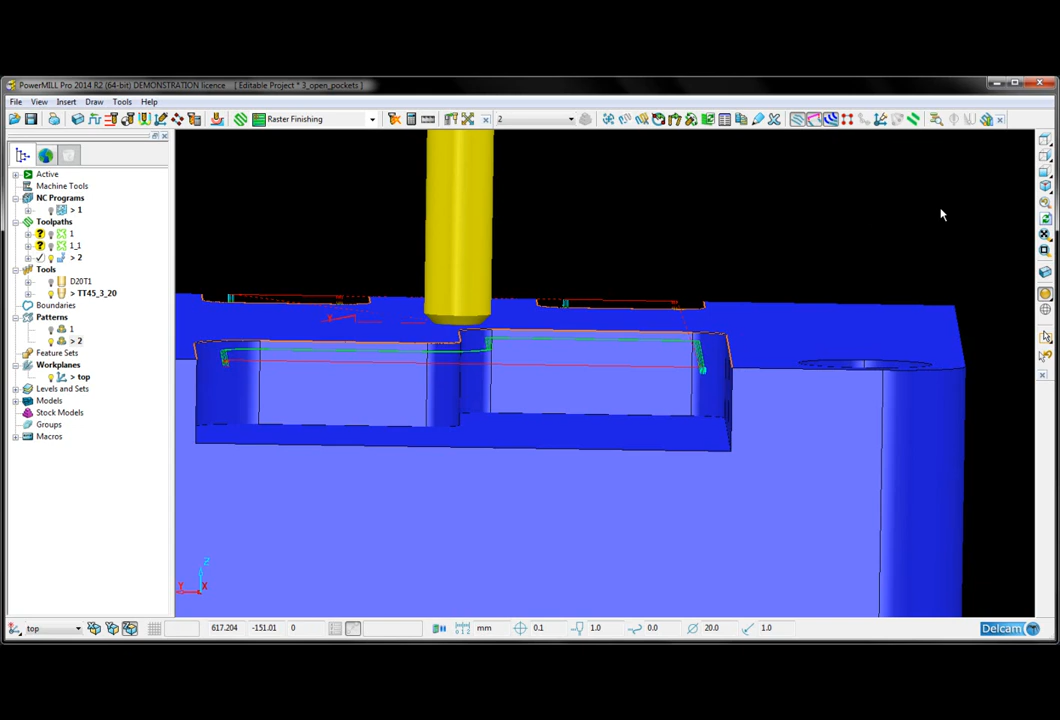 PowerMILL Pro 2014 R2 (64-bit) DEMONSTRATION licence    [ Editable Project * 3_open_pockets ]
File View Insert Draw Tools Help
Raster Finishing
2
Active
Machine Tools
NC Programs
> 1
Toolpaths
1
1_1
> 2
Tools
D20T1
> TT45_3_20
Boundaries
Patterns
1
> 2
Feature Sets
Workplanes
> top
Levels and Sets
Models
Stock Models
Groups
Macros
Y
Z
Y X
top 617.204 -151.01 0 mm 0.1 1.0 0.0 20.0 1.0 Delcam